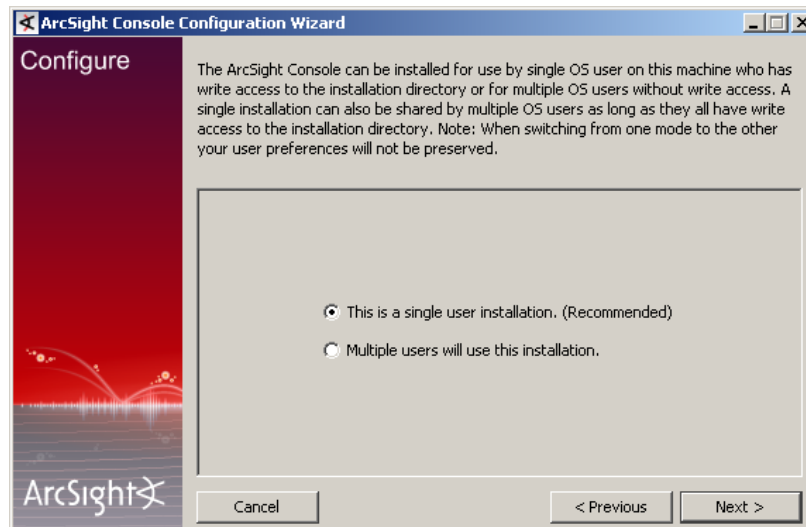 ArcSight Console Configuration Wizard
Configure
The ArcSight Console can be installed for use by single OS user on this machine who has
write access to the installation directory or for multiple OS users without write access. A
single installation can also be shared by multiple OS users as long as they all have write
access to the installation directory. Note: When switching from one mode to the other
your user preferences will not be preserved.
This is a single user installation. (Recommended)
Multiple users will use this installation.
ArcSight
Cancel
< Previous
Next >